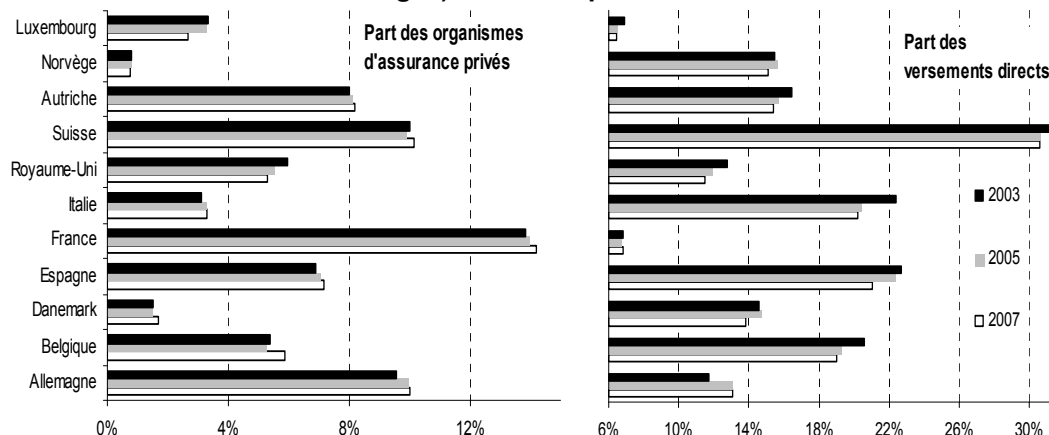 Luxembourg
Norvège
Autriche
Suisse
Royaume-Uni
Italie
France
Espagne
Danemark
Belgique
Allemagne
0% 4% 8% 12%
Part des organismes
d'assurance privés
Part des
versements directs
2003
2005
2007
6% 10% 14% 18% 22% 26% 30%